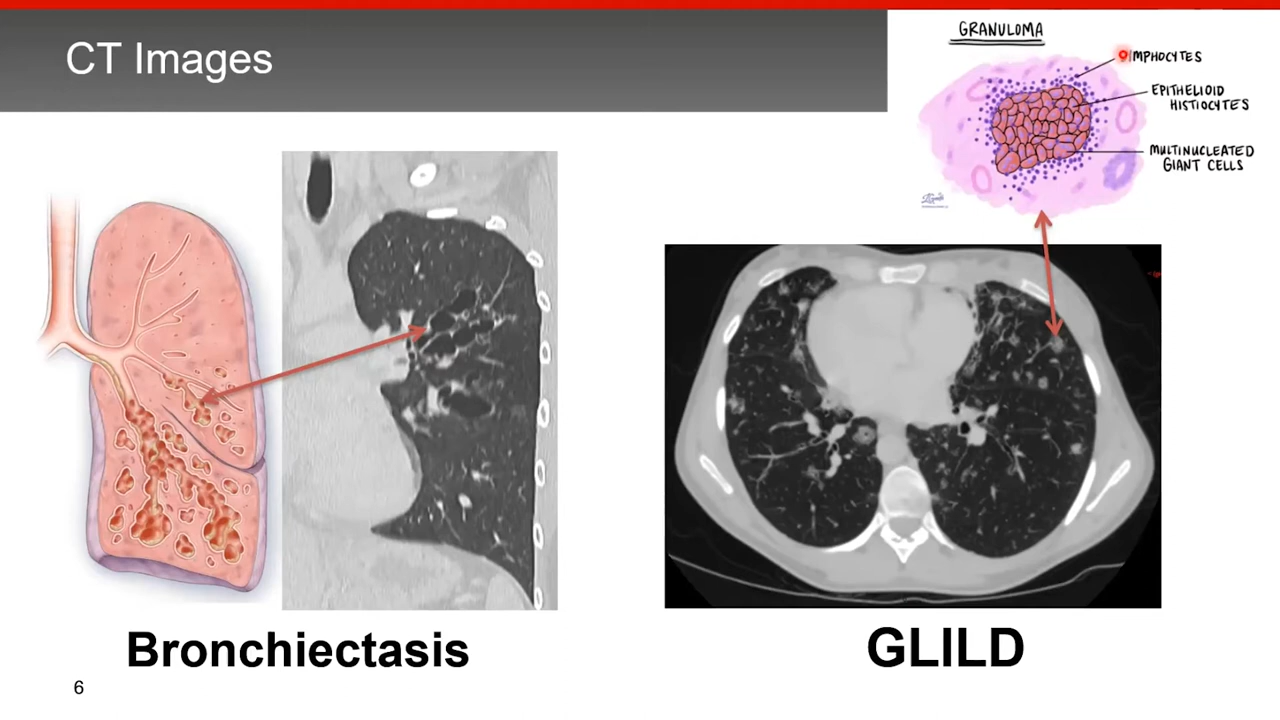 CT Images
GRANULOMA
MPHOCYTES
EPITHELIOID
HISTIOCYTES
MULTINUCLEATED
GIANT CELLS
Bronchiectasis
GLILD
6